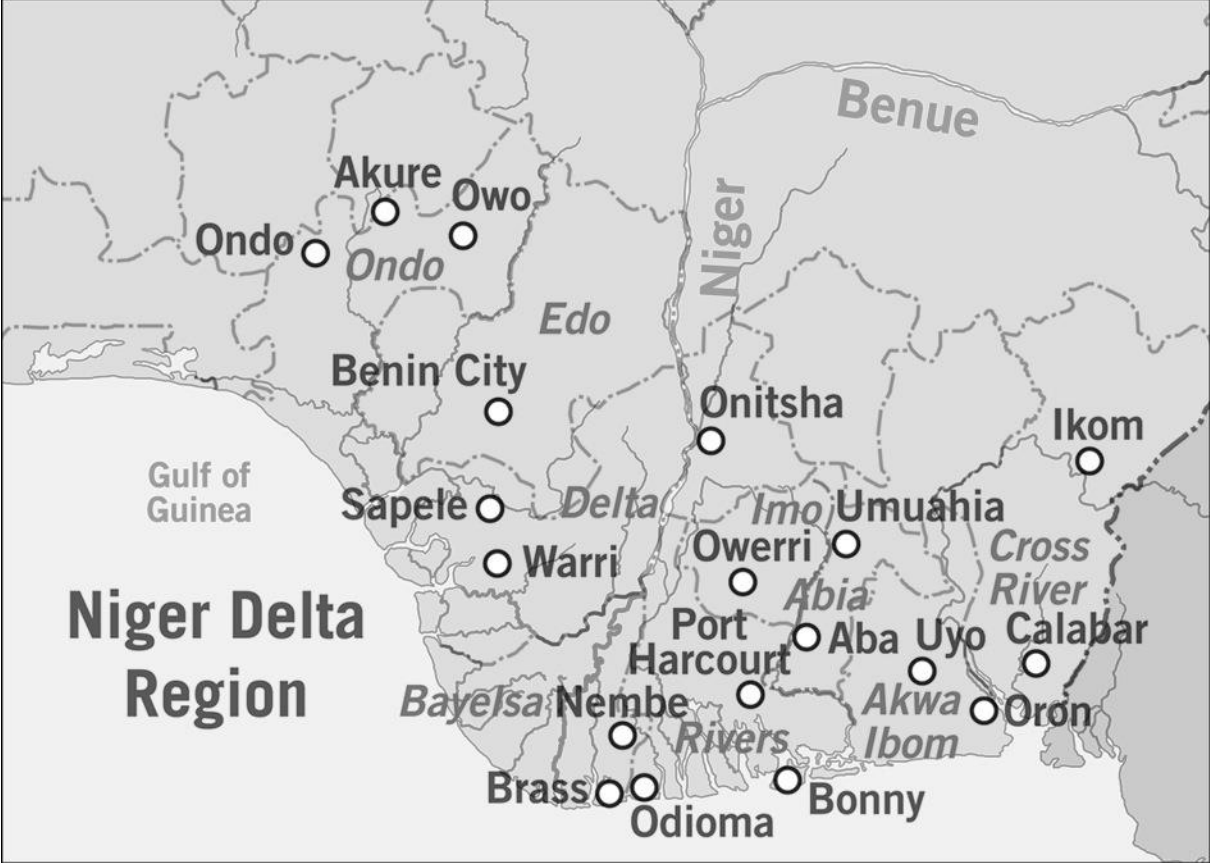 Benue
Niger
Akure
Owo
Ondo
Ondo
Edo
Benin City
Onitsha
Ikom
Gulf of
Guinea
Sapele
Delta
Imo
Umuahia
Warri
Owerri
Cross
River
Abia
Niger Delta
Region
Port
Harcourt
Aba
Uyo
Calabar
Bayelsa
Nembe
Akwa
Ibom
Oron
Rivers
Brass
Odioma
Bonny